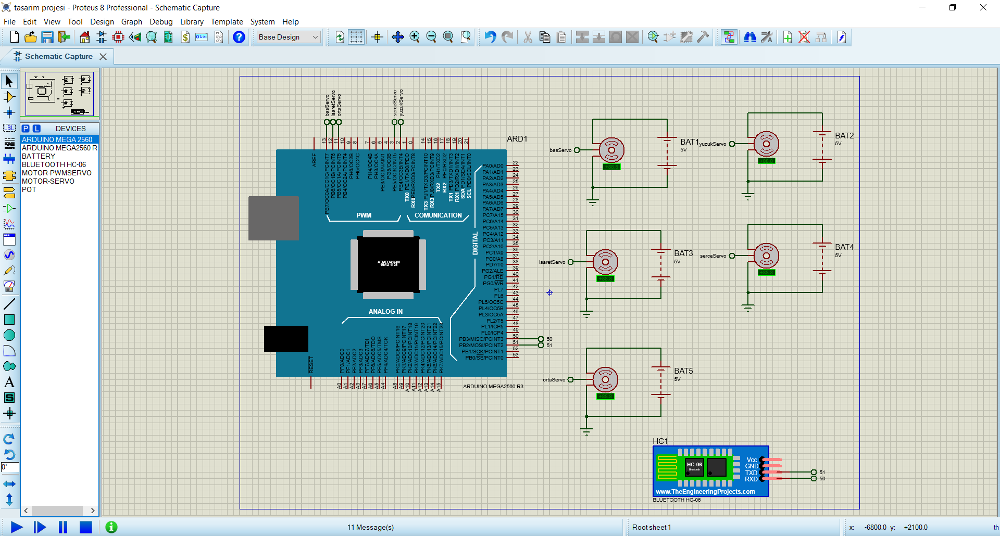 tasarim projesi - Proteus 8 Professional - Schematic Capture
File Edit View Tool Design Graph Debug Library Template System Help
Base Design
Schematic Capture
P L DEVICES
ARDUINO MEGA 2560
ARDUINO MEGA2560 R
BATTERY
BLUETOOTH HC-06
MOTOR-PWMSERVO
MOTOR-SERVO
POT
LBL
A
S
0°
basServo
isaretServo
ortaServo
serceServo
yuzukServo
13 12 11 10 9 8 7 6 5 4 3 2 1 0 14 15 16 17 18 19 20 21
ARD1
AREF
PB7/OC0A/OC1C/PCINT7
PB6/OC1B/PCINT6
PB5/OC1A/PCINT5
PB4/OC2A/PCINT4
PH6/OC2B
PH5/OC4C
PH4/OC4B
PH3/OC4A
PE3/OC3A/AIN1
PG5/OC0B
PE5/OC3C/INT5
PE4/OC3B/INT4
TX0 PE1/TXD0/PDO
RX0 PE0/RXD0/PCINT8
TX3 PJ1/TXD3/PCINT10
RX3 PJ0/RXD3/PCINT9
TX2 PH1/TXD2
RX2 PH0/RXD2
TX1 PD3/TXD1/INT3
RX1 PD2/RXD1/INT2
SDA PD1/SDA/INT1
SCL PD0/SCL/INT0
PWM
COMUNICATION
DIGITAL
PA0/AD0 22
PA1/AD1 23
PA2/AD2 24
PA3/AD3 25
PA4/AD4 26
PA5/AD5 27
PA6/AD6 28
PA7/AD7 29
PC7/A15 30
PC6/A14 31
PC5/A13 32
PC4/A12 33
PC3/A11 34
PC2/A10 35
PC1/A9 36
PC0/A8 37
PD7/T0 38
PG2/ALE 39
PG1/RD 40
PG0/WR 41
PL7 42
PL6 43
PL5/OC5C 44
PL4/OC5B 45
PL3/OC5A 46
PL2/T5 47
PL1/ICP5 48
PL0/ICP4 49
PB3/MISO/PCINT3 50
PB2/MOSI/PCINT2 51
PB1/SCK/PCINT1 52
PB0/SS/PCINT0 53
50
51
ATMEGA2560
16AU 1126
ANALOG IN
RESET
PF0/ADC0
PF1/ADC1
PF2/ADC2
PF3/ADC3
PF7/ADC7/TDI
PF6/ADC6/TDO
PF5/ADC5/TMS
PF4/ADC4/TCK
PK0/ADC8/PCINT16
PK1/ADC9/PCINT17
PK2/ADC10/PCINT18
PK3/ADC11/PCINT19
PK4/ADC12/PCINT20
PK5/ADC13/PCINT21
PK6/ADC14/PCINT22
PK7/ADC15/PCINT23
A0 A1 A2 A3 A7 A6 A5 A4 A8 A9 A10 A11 A12 A13 A14 A15
ARDUINO MEGA2560 R3
basServo
BAT1
5V
yuzukServo
BAT2
5V
isaretServo
BAT3
5V
serceServo
BAT4
5V
ortaServo
BAT5
5V
HC1
HC-06
Bluetooth
Vcc
GND
TXD
RXD
51
50
www.TheEngineeringProjects.com
BLUETOOTH HC-06
11 Message(s)
Root sheet 1
x: -6800.0 y: +2100.0 th